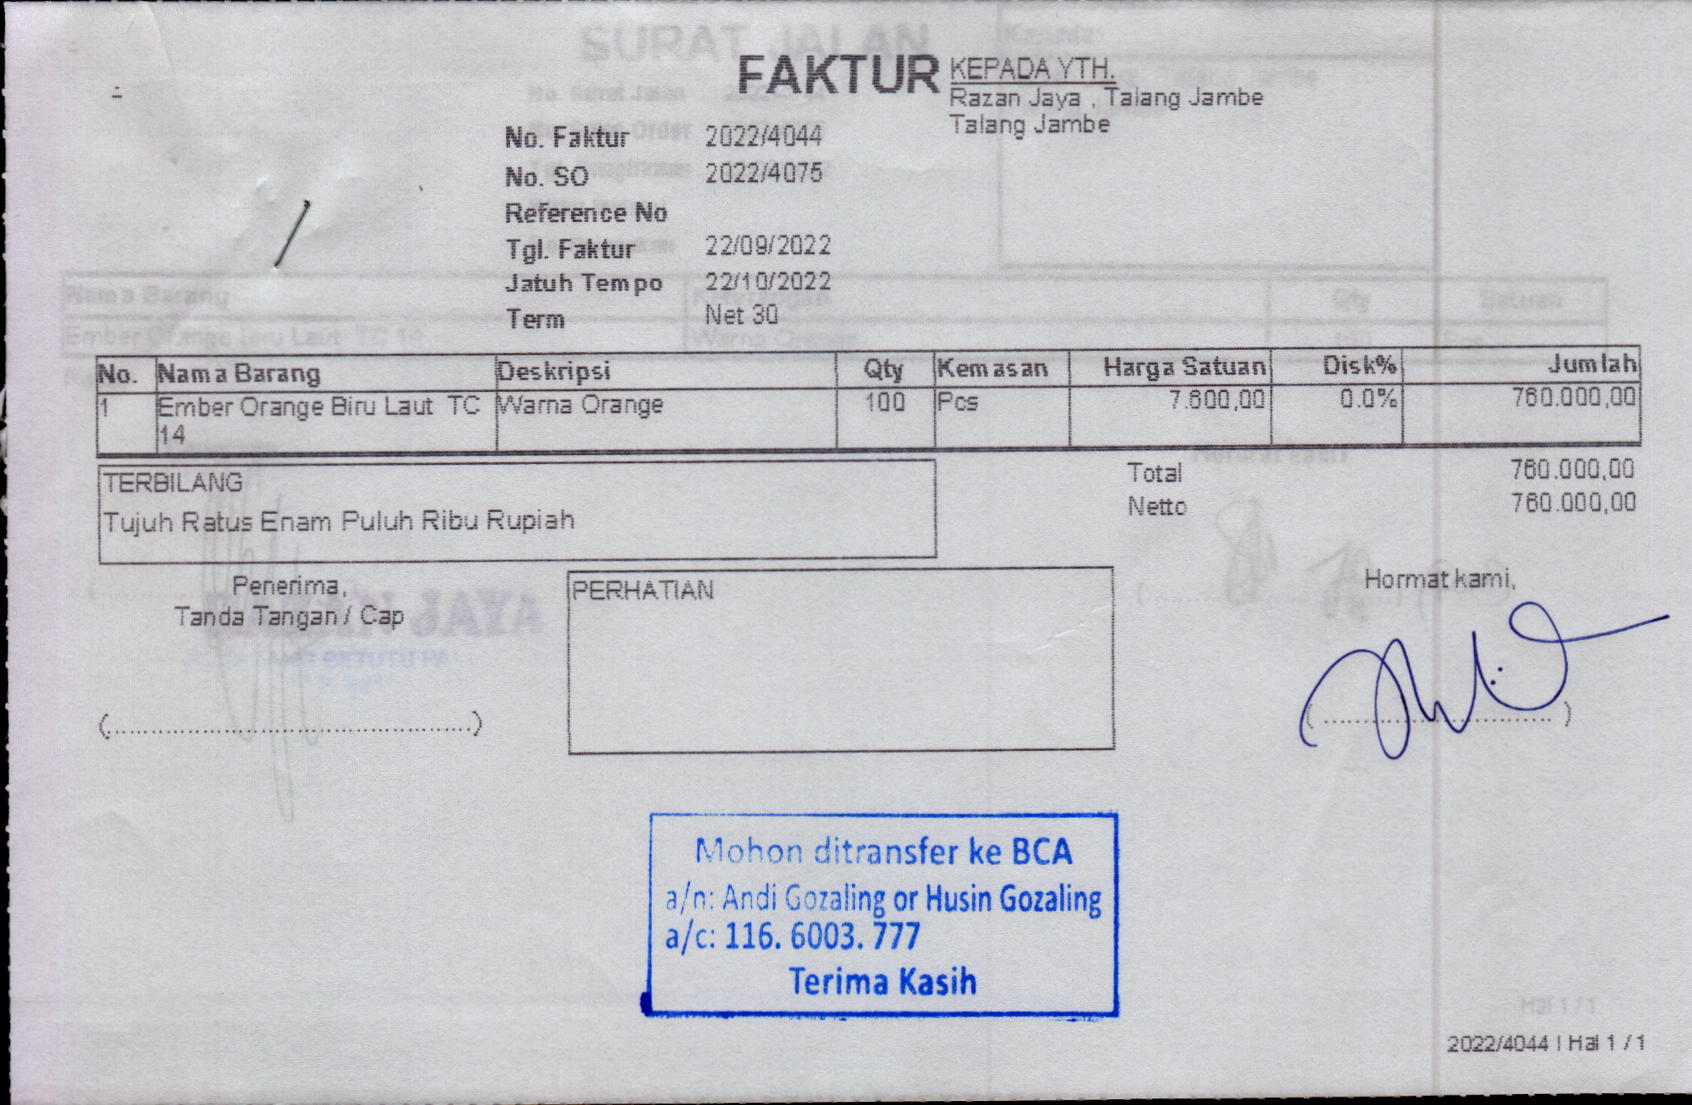 SURAT JALAN
FAKTUR
KEPADA YTH.
Razan Jaya , Talang Jambe
Talang Jambe
No. Faktur 2022/4044
No. SO 2022/4075
Reference No
Tgl. Faktur 22/09/2022
Jatuh Tempo 22/10/2022
Term Net 30
No. Nama Barang Deskripsi Qty Kemasan Harga Satuan Disk% Jumlah
1 Ember Orange Biru Laut TC Warna Orange 100 Pcs 7.600,00 0.0% 760.000,00
14
TERBILANG
Tujuh Ratus Enam Puluh Ribu Rupiah
Total 760.000,00
Netto 760.000,00
Penerima,
Tanda Tangan / Cap
PERHATIAN
Hormat kami,
(...............................................)
(..............................)
Mohon ditransfer ke BCA
a/n: Andi Gozaling or Husin Gozaling
a/c: 116. 6003. 777
Terima Kasih
Hal 1 / 1
2022/4044 | Hal 1 / 1